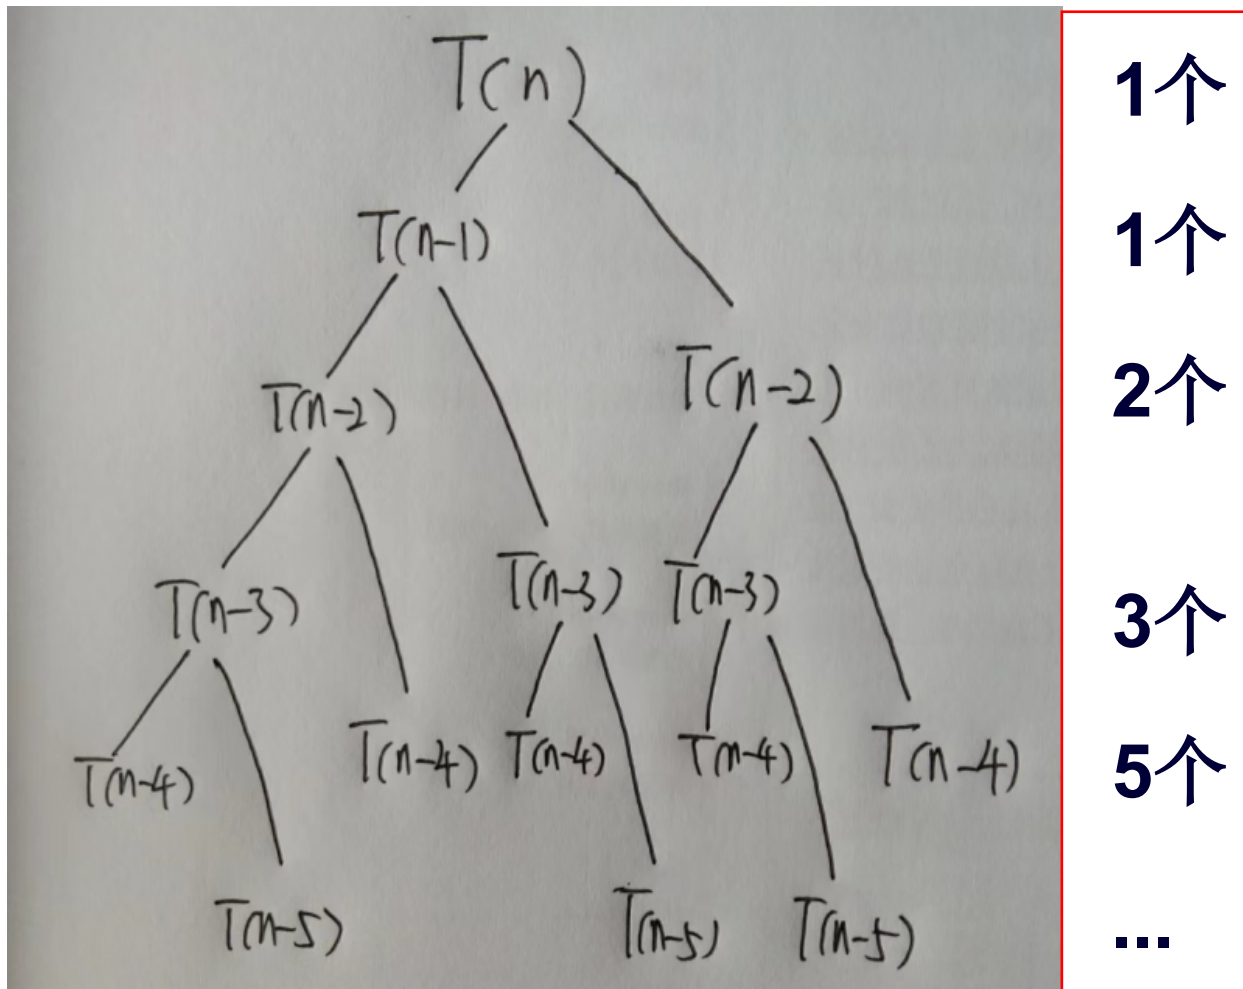 T(n) 1个
T(n-1) 1个
T(n-2) T(n-2) 2个
T(n-3) T(n-3) T(n-3) 3个
T(n-4) T(n-4) T(n-4) T(n-4) T(n-4) 5个
T(n-5) T(n-5) T(n-5) ...